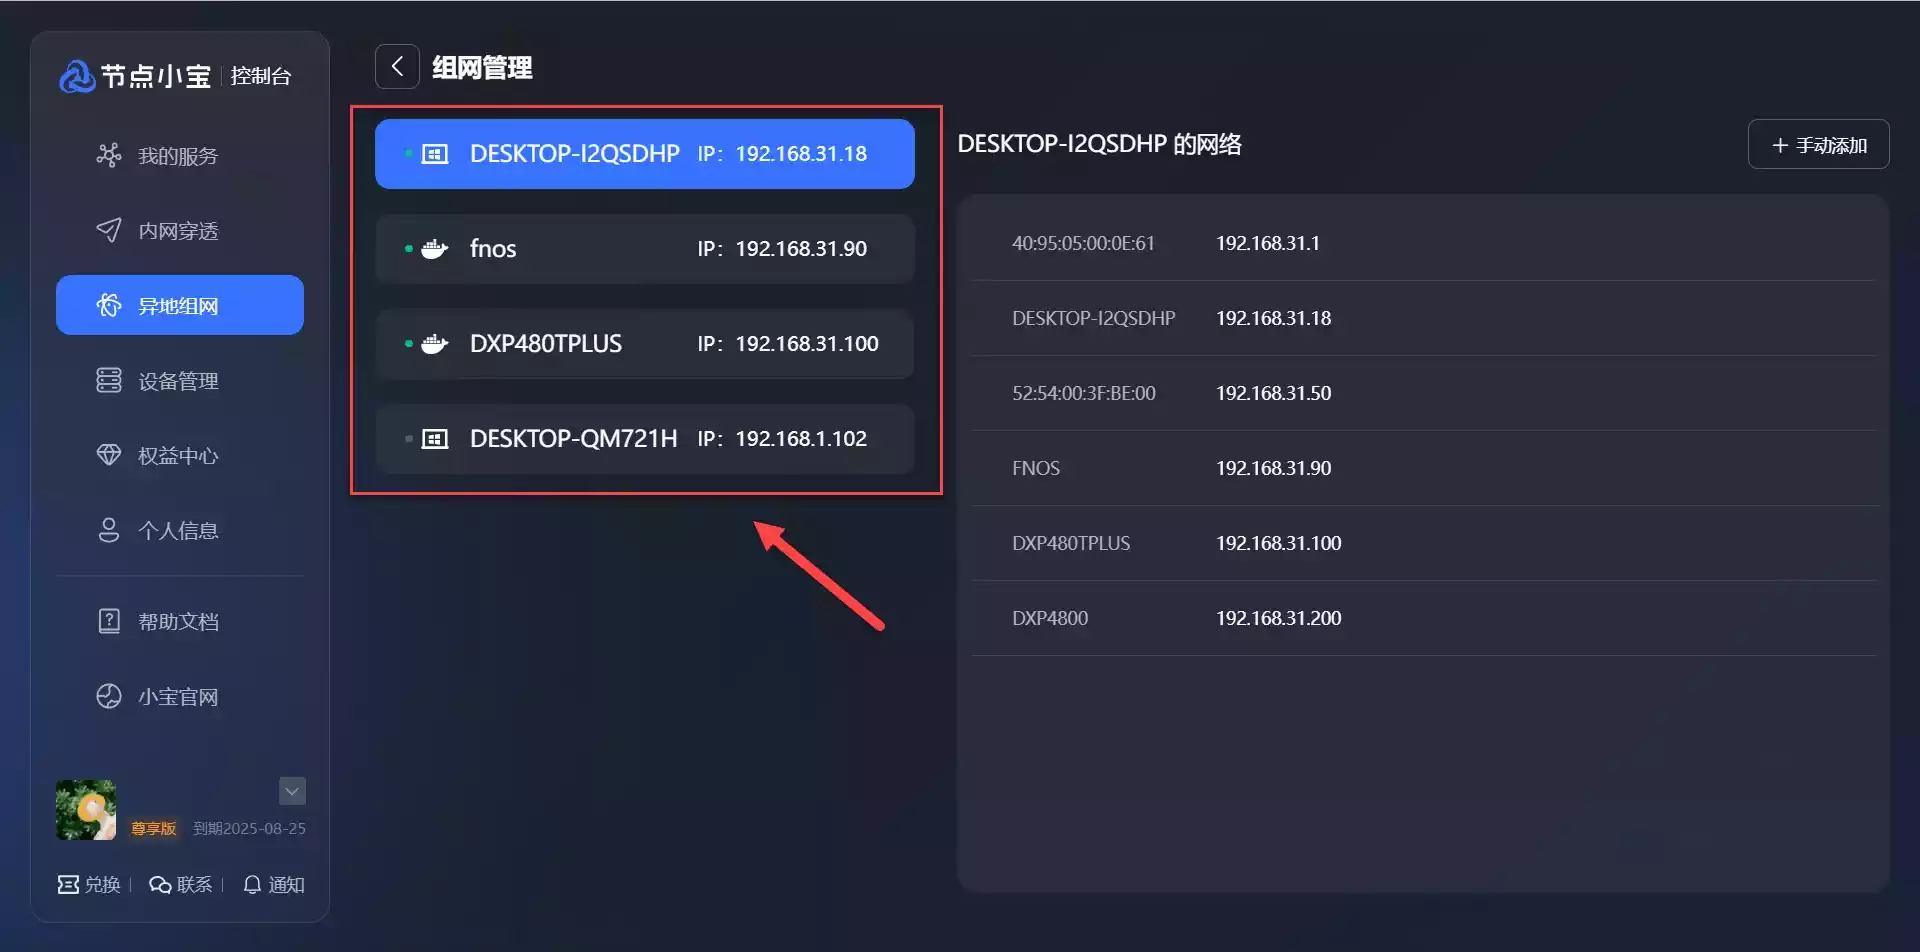 节点小宝 控制台
我的服务
内网穿透
异地组网
设备管理
权益中心
个人信息
帮助文档
小宝官网
尊享版 到期2025-08-25
兑换 联系 通知
组网管理
DESKTOP-I2QSDHP IP: 192.168.31.18
fnos IP: 192.168.31.90
DXP480TPLUS IP: 192.168.31.100
DESKTOP-QM721H IP: 192.168.1.102
DESKTOP-I2QSDHP 的网络
手动添加
40:95:05:00:0E:61 192.168.31.1
DESKTOP-I2QSDHP 192.168.31.18
52:54:00:3F:BE:00 192.168.31.50
FNOS 192.168.31.90
DXP480TPLUS 192.168.31.100
DXP4800 192.168.31.200